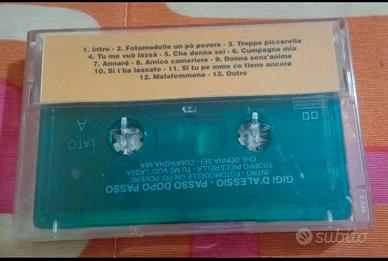 1. Intro - 2. Fotomodelle un pò povere - 3. Troppo piccerella
4. Tu me vuò lassà - 5. Che donna sei - 6. Cumpagna mia
7. Annarè - 8. Amico cameriere - 9. Donna senz'anima
10. Si t'ha lassato - 11. Si tu pe mme ce tiene ancora
12. Malafemmena - 13. Outro
LATO
A
GIGI D'ALESSIO - PASSO DOPO PASSO
INTRO - FOTOMODELLE UN PO' POVERE
TROPPO PICCERELLA - TU ME VUO' LASSA'
CHE DONNA SEI - CUMPAGNA MIA
subito